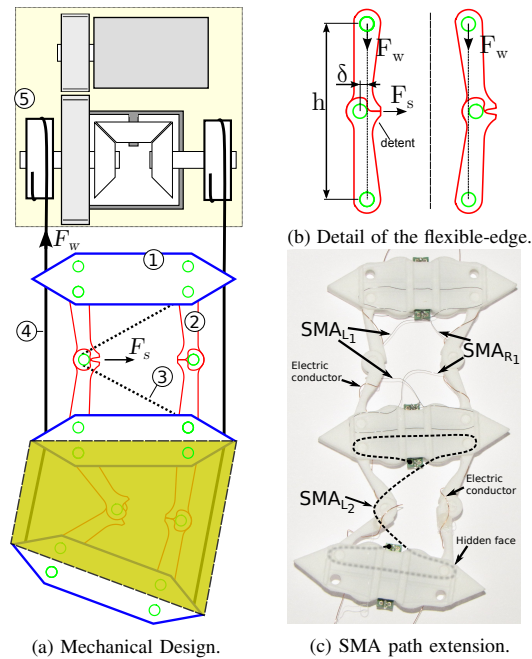 ⑤
F_w
①
②
④
F_s
③
(a) Mechanical Design.
F_w
F_w
δ
h
F_s
detent
(b) Detail of the flexible-edge.
SMA_L1
SMA_R1
Electric
conductor
Electric
conductor
SMA_L2
Hidden face
(c) SMA path extension.